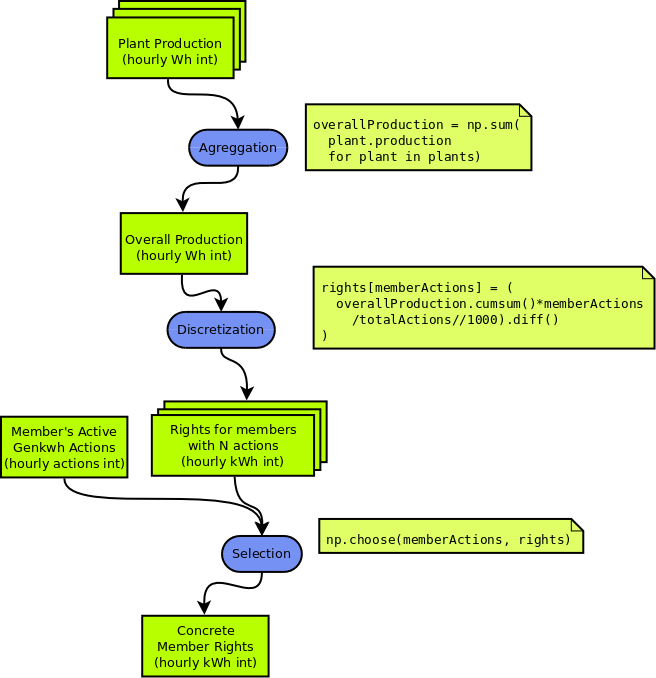 Plant Production
(hourly Wh int)
overallProduction = np.sum(
plant.production
for plant in plants)
Agreggation
Overall Production
(hourly Wh int)
rights[memberActions] = (
overallProduction.cumsum()*memberActions
/totalActions//1000).diff()
)
Discretization
Member's Active
Genkwh Actions
(hourly actions int)
Rights for members
with N actions
(hourly kWh int)
np.choose(memberActions, rights)
Selection
Concrete
Member Rights
(hourly kWh int)